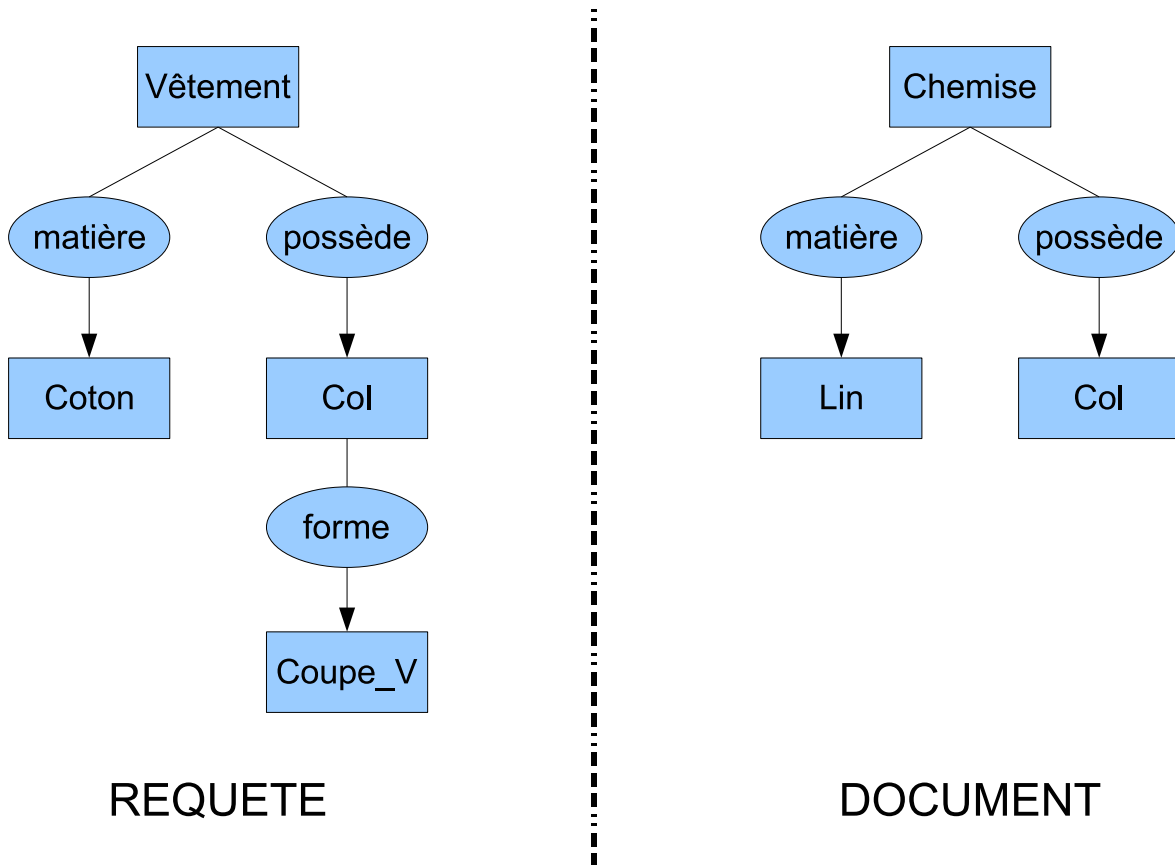 Vêtement
matière
possède
Coton
Col
forme
Coupe_V
REQUETE
Chemise
matière
possède
Lin
Col
DOCUMENT